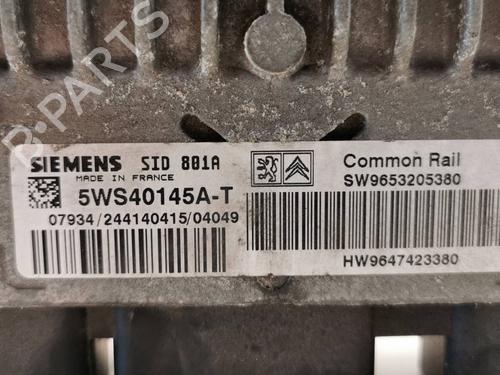 B-PARTS
SIEMENS SID 801A
MADE IN FRANCE
5WS40145A-T
07934/244140415/04049
Common Rail
SW9653205380
HW9647423380